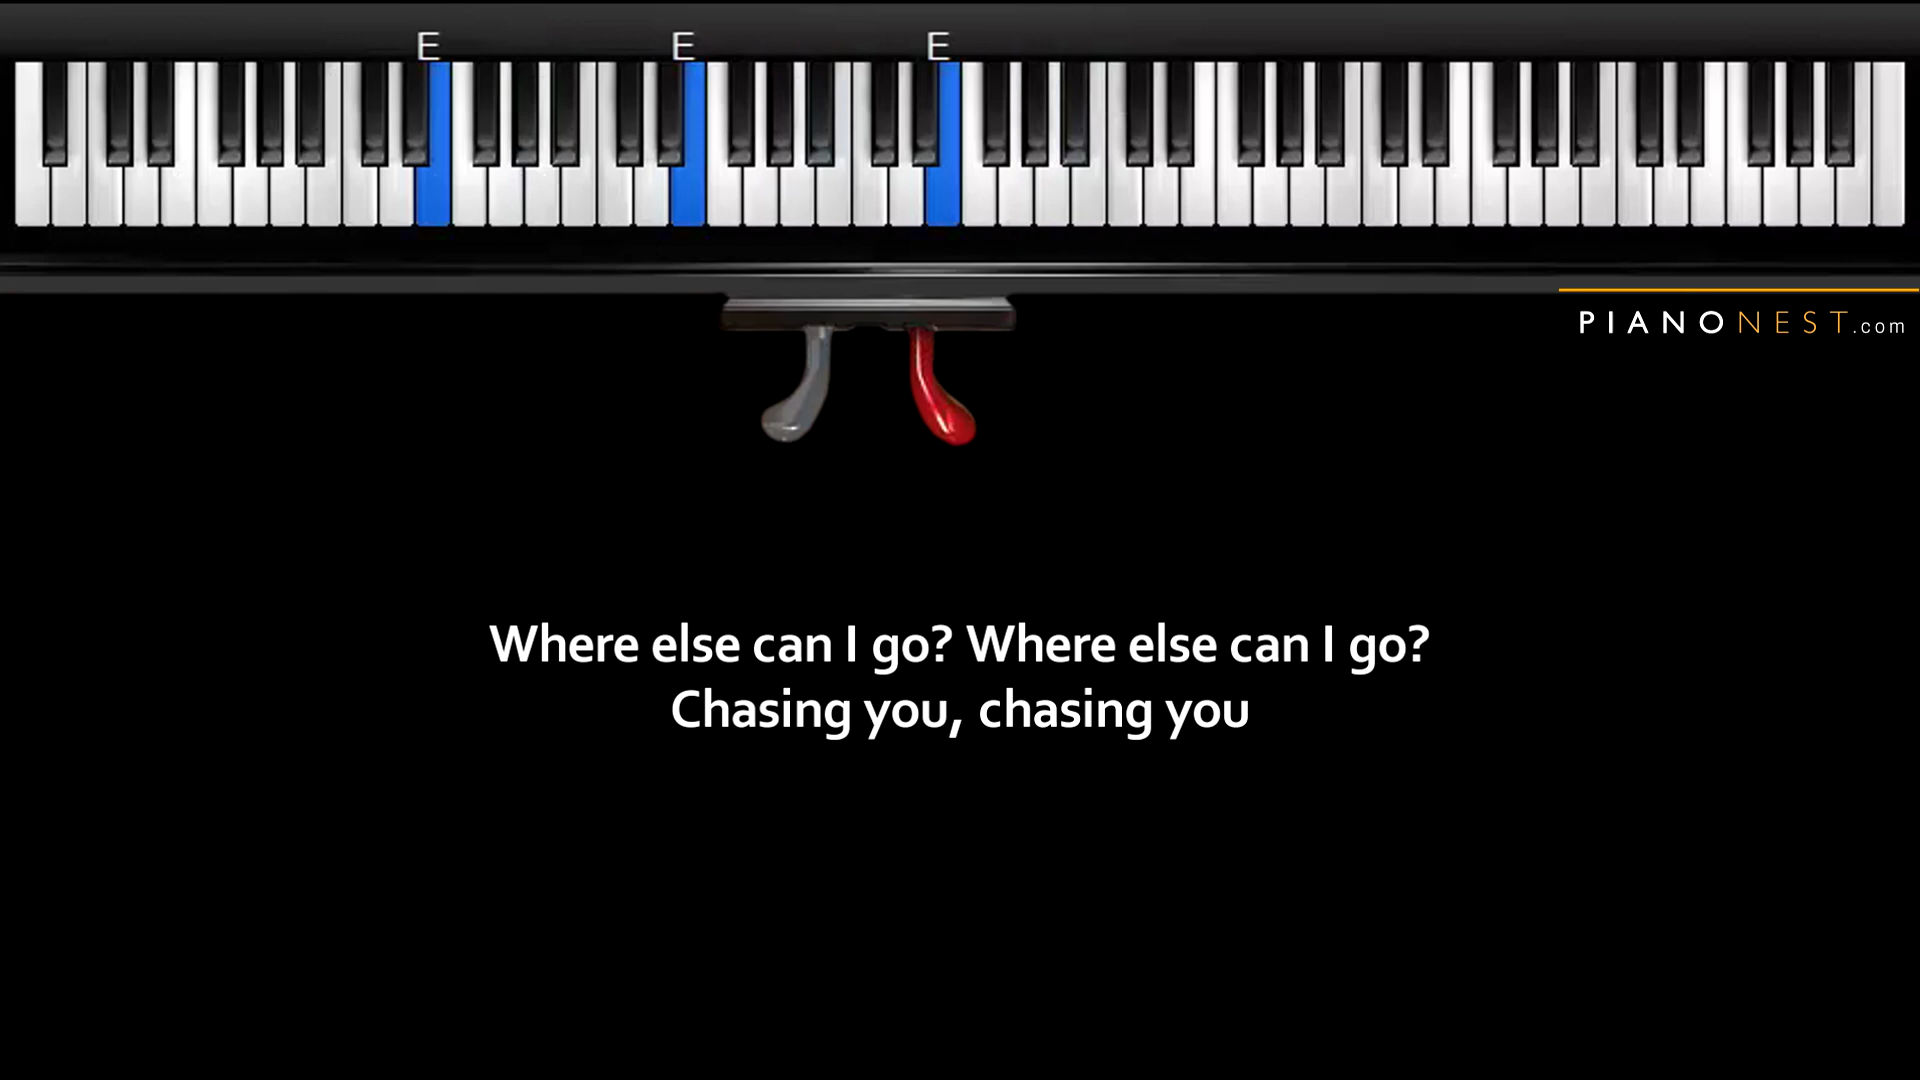 E E E
PIANONEST.com
Where else can I go? Where else can I go?
Chasing you, chasing you